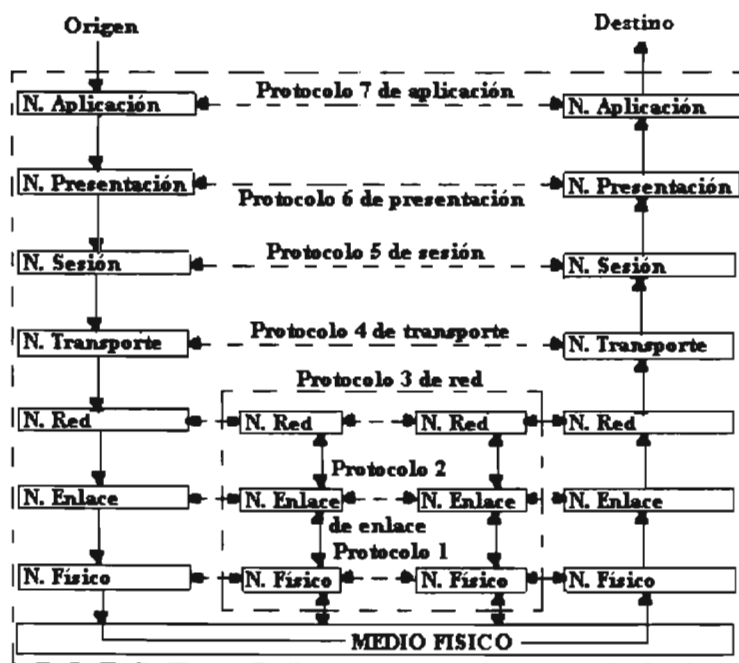 Origen Destino
Protocolo 7 de aplicación
N. Aplicación N. Aplicación
N. Presentación N. Presentación
Protocolo 6 de presentación
Protocolo 5 de sesión
N. Sesión N. Sesión
Protocolo 4 de transporte
N. Transporte N. Transporte
Protocolo 3 de red
N. Red N. Red N. Red N. Red
Protocolo 2
N. Enlace N. Enlace N. Enlace N. Enlace
de enlace
Protocolo 1
N. Físico N. Físico N. Físico N. Físico
MEDIO FISICO